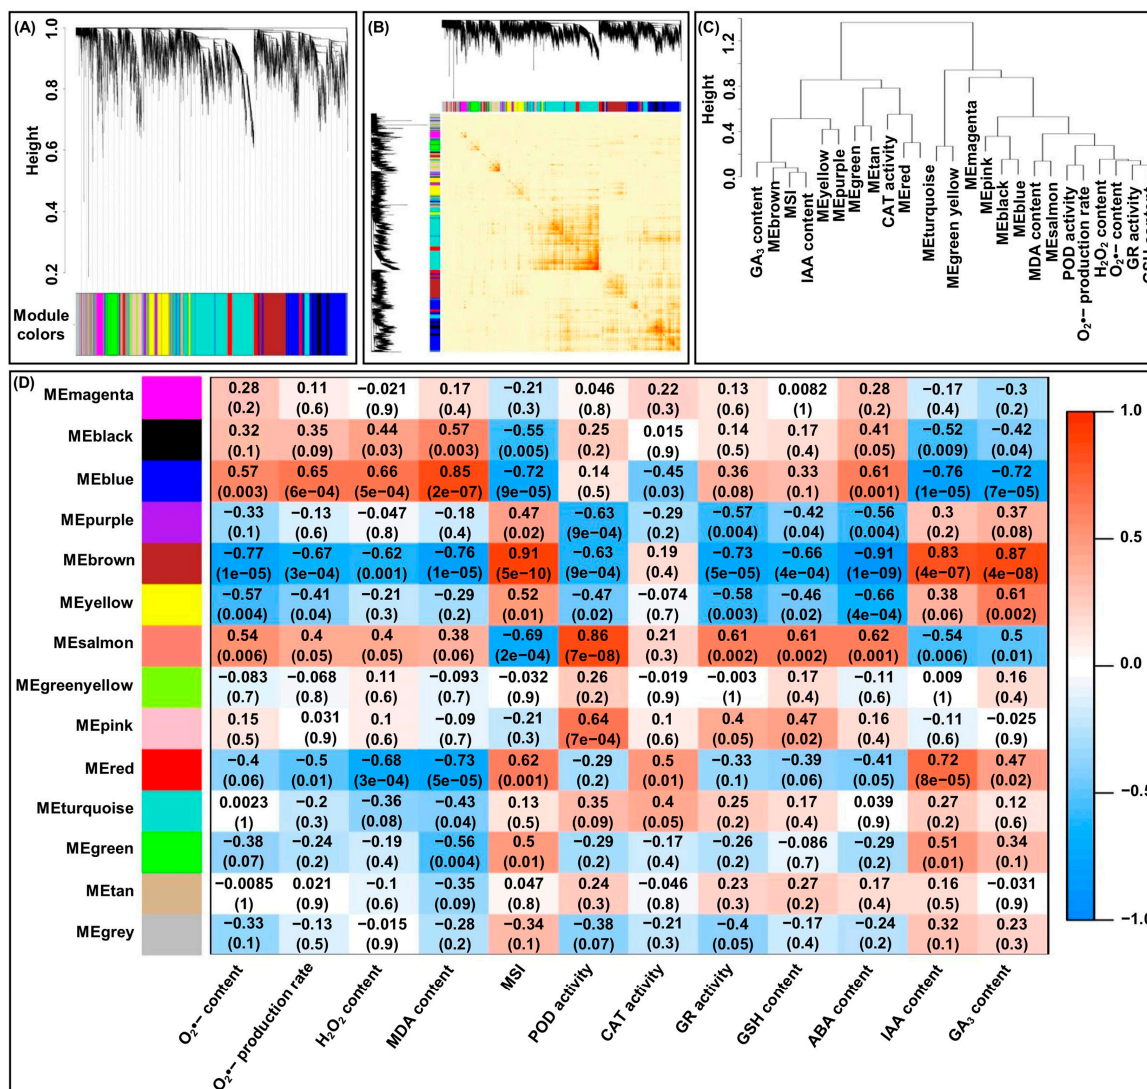 (A)
1.0
0.8
0.6
0.4
0.2
Height
Module
colors
(B)
(C)
1.2
0.8
0.4
0.0
Height
GA₃ content
MEbrown
MSI
IAA content
MEyellow
MEpurple
MEgreen
MEtan
CAT activity
MEred
MEturquoise
MEgreen yellow
MEmagenta
MEpink
MEblack
MEblue
MDA content
MEsalmon
POD activity
O₂•− production rate
H₂O₂ content
O₂•− content
GR activity
(D)
MEmagenta 0.28 0.11 −0.021 0.17 −0.21 0.046 0.22 0.13 0.0082 0.28 −0.17 −0.3
(0.2) (0.6) (0.9) (0.4) (0.3) (0.8) (0.3) (0.6) (1) (0.2) (0.4) (0.2)
MEblack 0.32 0.35 0.44 0.57 −0.55 0.25 0.015 0.14 0.17 0.41 −0.52 −0.42
(0.1) (0.09) (0.03) (0.003) (0.005) (0.2) (0.9) (0.5) (0.4) (0.05) (0.009) (0.04)
MEblue 0.57 0.65 0.66 0.85 −0.72 0.14 −0.45 0.36 0.33 0.61 −0.76 −0.72
(0.003) (6e−04) (5e−04) (2e−07) (9e−05) (0.5) (0.03) (0.08) (0.1) (0.001) (1e−05) (7e−05)
MEpurple −0.33 −0.13 −0.047 −0.18 0.47 −0.63 −0.29 −0.57 −0.42 −0.56 0.3 0.37
(0.1) (0.6) (0.8) (0.4) (0.02) (9e−04) (0.2) (0.004) (0.04) (0.004) (0.2) (0.08)
MEbrown −0.77 −0.67 −0.62 −0.76 0.91 −0.63 0.19 −0.73 −0.66 −0.91 0.83 0.87
(1e−05) (3e−04) (0.001) (1e−05) (5e−10) (9e−04) (0.4) (5e−05) (4e−04) (1e−09) (4e−07) (4e−08)
MEyellow −0.57 −0.41 −0.21 −0.29 0.52 −0.47 −0.074 −0.58 −0.46 −0.66 0.38 0.61
(0.004) (0.04) (0.3) (0.2) (0.01) (0.02) (0.7) (0.003) (0.02) (4e−04) (0.06) (0.002)
MEsalmon 0.54 0.4 0.4 0.38 −0.69 0.86 0.21 0.61 0.61 0.62 −0.54 0.5
(0.006) (0.05) (0.05) (0.06) (2e−04) (7e−08) (0.3) (0.002) (0.002) (0.001) (0.006) (0.01)
MEgreenyellow −0.083 −0.068 0.11 −0.093 −0.032 0.26 −0.019 −0.003 0.17 −0.11 0.009 0.16
(0.7) (0.8) (0.6) (0.7) (0.9) (0.2) (0.9) (1) (0.4) (0.6) (1) (0.4)
MEpink 0.15 0.031 0.1 −0.09 −0.21 0.64 0.1 0.4 0.47 0.16 −0.11 −0.025
(0.5) (0.9) (0.6) (0.7) (0.3) (7e−04) (0.6) (0.05) (0.02) (0.4) (0.6) (0.9)
MEred −0.4 −0.5 −0.68 −0.73 0.62 −0.29 0.5 −0.33 −0.39 −0.41 0.72 0.47
(0.06) (0.01) (3e−04) (5e−05) (0.001) (0.2) (0.01) (0.1) (0.06) (0.05) (8e−05) (0.02)
MEturquoise 0.0023 −0.2 −0.36 −0.43 0.13 0.35 0.4 0.25 0.17 0.039 0.27 0.12
(1) (0.3) (0.08) (0.04) (0.5) (0.09) (0.05) (0.2) (0.4) (0.9) (0.2) (0.6)
MEgreen −0.38 −0.24 −0.19 −0.56 0.5 −0.29 −0.17 −0.26 −0.086 −0.29 0.51 0.34
(0.07) (0.2) (0.4) (0.004) (0.01) (0.2) (0.4) (0.2) (0.7) (0.2) (0.01) (0.1)
MEtan −0.0085 0.021 −0.1 −0.35 0.047 0.24 −0.046 0.23 0.27 0.17 0.16 −0.031
(1) (0.9) (0.6) (0.09) (0.8) (0.3) (0.8) (0.3) (0.2) (0.4) (0.5) (0.9)
MEgrey −0.33 −0.13 −0.015 −0.28 −0.34 −0.38 −0.21 −0.4 −0.17 −0.24 0.32 0.23
(0.1) (0.5) (0.9) (0.2) (0.1) (0.07) (0.3) (0.05) (0.4) (0.2) (0.1) (0.3)
1.0
0.5
0.0
−0.5
−1.0
O₂•− content
O₂•− production rate
H₂O₂ content
MDA content
MSI
POD activity
CAT activity
GR activity
GSH content
ABA content
IAA content
GA₃ content